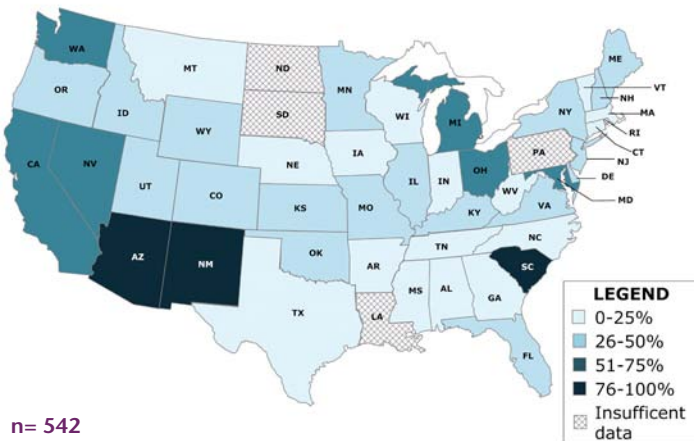 WA
MT
ND
ME
OR
MN
VT
ID
SD
WI
NH
NY
MA
WY
MI
RI
CT
IA
PA
NJ
NE
NV
OH
DE
CA
UT
IL
IN
WV
MD
CO
VA
KS
MO
KY
NC
TN
AZ
NM
OK
AR
SC
MS
AL
GA
TX
LA
FL
LEGEND
0-25%
26-50%
51-75%
76-100%
Insufficent
data
n= 542